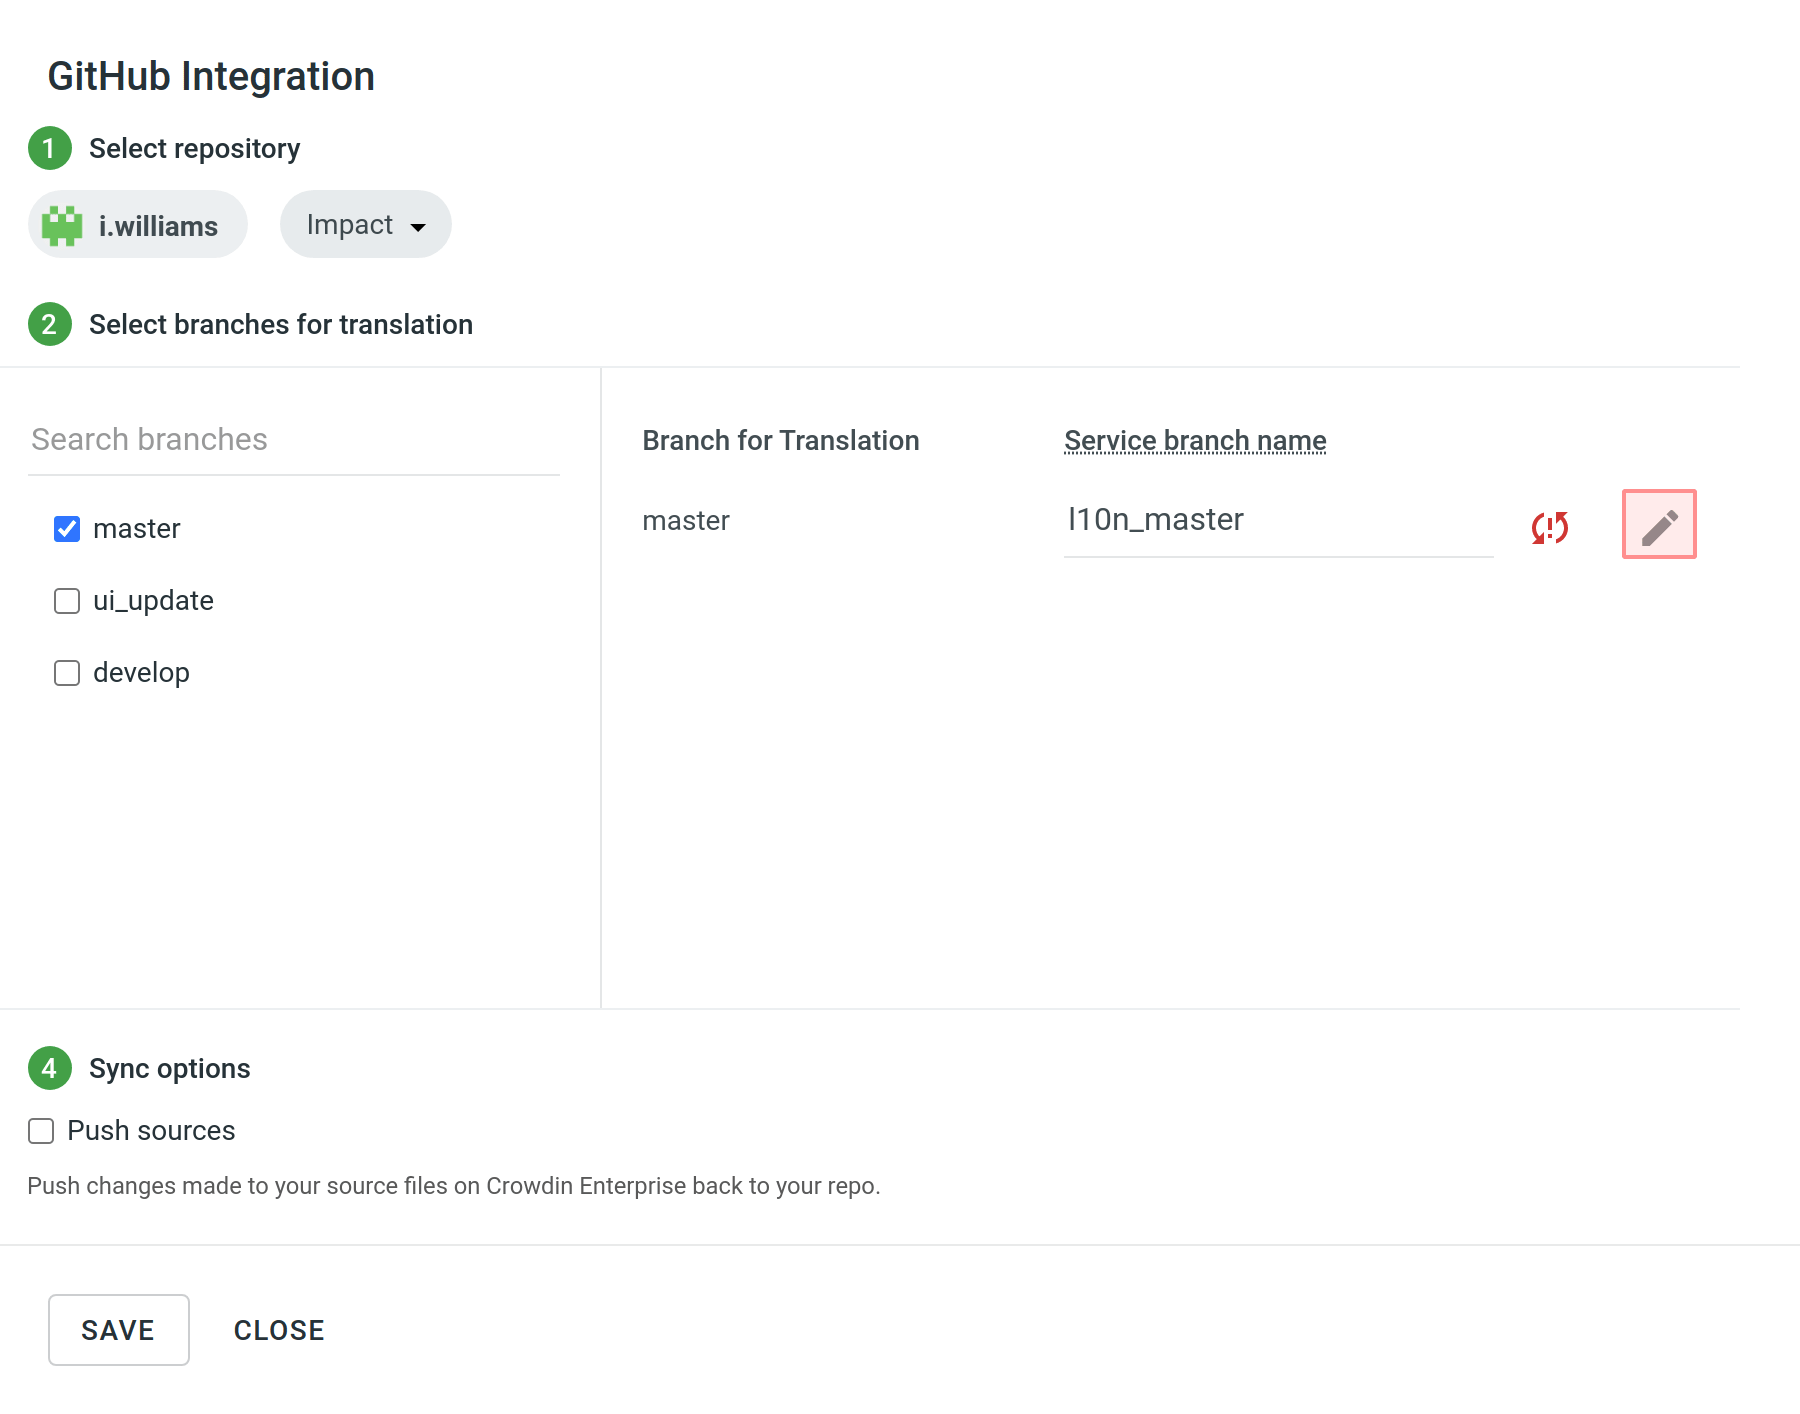 GitHub Integration
1 Select repository
i.williams Impact
2 Select branches for translation
Search branches
master
ui_update
develop
Branch for Translation Service branch name
master l10n_master
4 Sync options
Push sources
Push changes made to your source files on Crowdin Enterprise back to your repo.
SAVE CLOSE